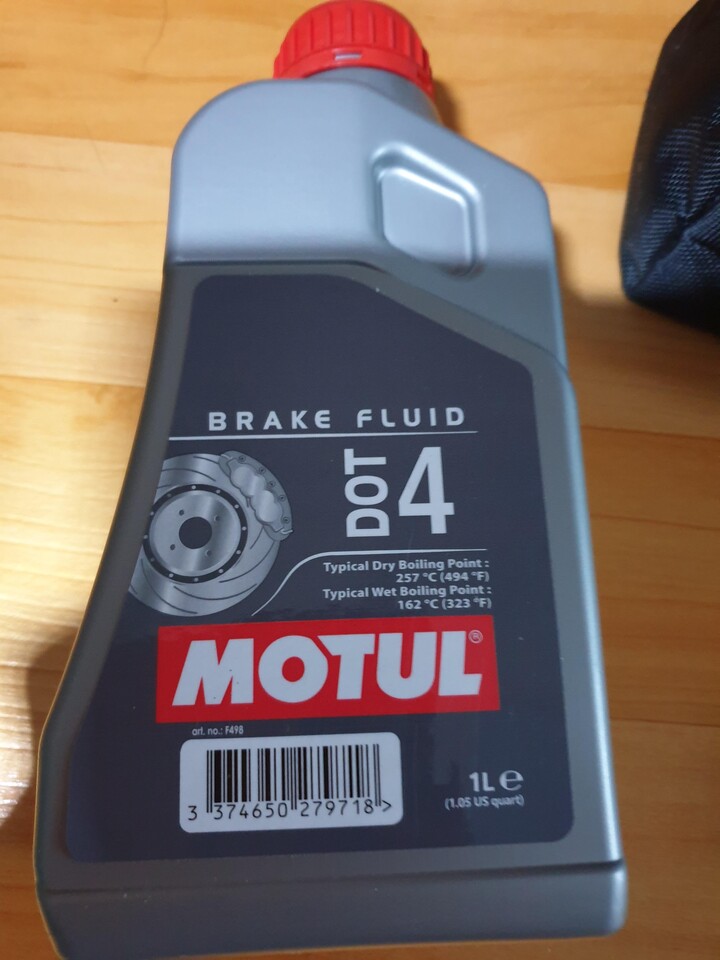 BRAKE FLUID
DOT 4
Typical Dry Boiling Point :
257 °C (494 °F)
Typical Wet Boiling Point :
162 °C (323 °F)
MOTUL®
art. no.: F498
3 374650 279718 >
1L ℮
(1.05 US quart)